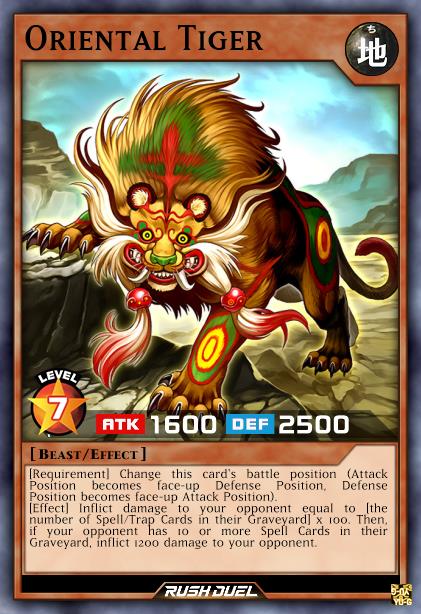 Oriental Tiger
ち
地
LEVEL
7
ATK 1600 DEF 2500
[Beast/Effect]
[Requirement] Change this card's battle position (Attack
Position becomes face-up Defense Position, Defense
Position becomes face-up Attack Position).
[Effect] Inflict damage to your opponent equal to [the
number of Spell/Trap Cards in their Graveyard] x 100. Then,
if your opponent has 10 or more Spell Cards in their
Graveyard, inflict 1200 damage to your opponent.
RUSH DUEL